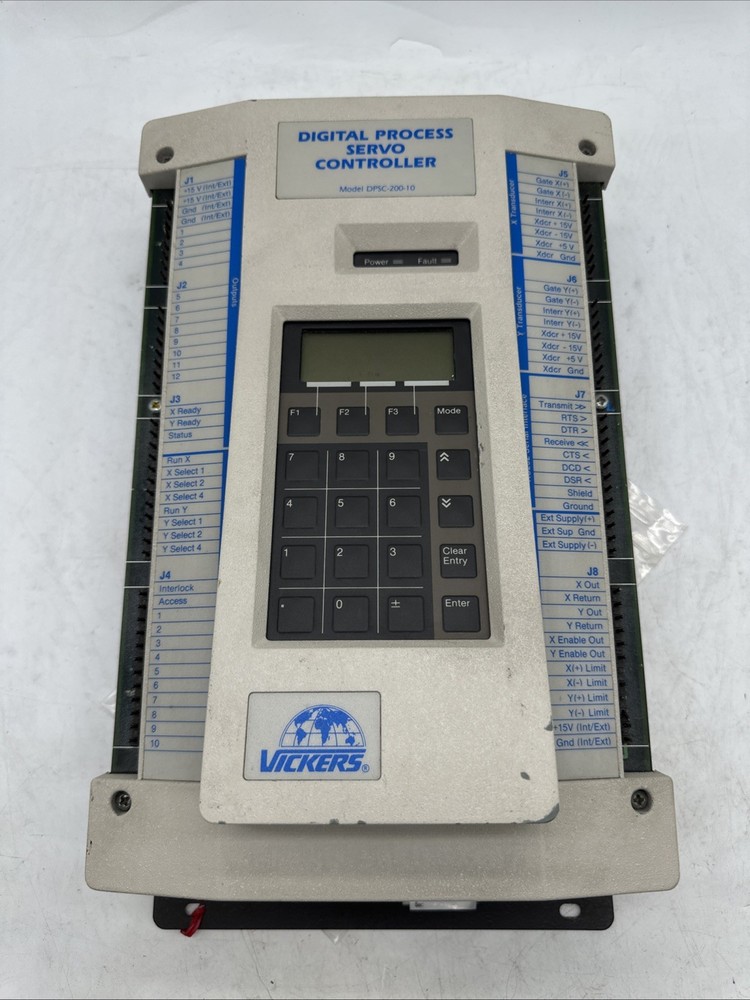 DIGITAL PROCESS
SERVO
CONTROLLER
Model DPSC-200-10
Power
Fault
J1
+15 V (Int/Ext)
+15 V (Int/Ext)
Gnd (Int/Ext)
Gnd (Int/Ext)
1
2
3
4
J2
5
6
7
8
9
10
11
12
Outputs
J3
X Ready
Y Ready
Status
Run X
X Select 1
X Select 2
X Select 4
Run Y
Y Select 1
Y Select 2
Y Select 4
J4
Interlock
Access
1
2
3
4
5
6
7
8
9
10
F1
F2
F3
Mode
7
8
9
4
5
6
1
2
3
Clear
Entry
.
0
±
Enter
X Transducer
J5
Gate X(+)
Gate X(-)
Interr X(+)
Interr X(-)
Xdcr + 15V
Xdcr - 15V
Xdcr +5 V
Xdcr Gnd
Y Transducer
J6
Gate Y(+)
Gate Y(-)
Interr Y(+)
Interr Y(-)
Xdcr + 15V
Xdcr - 15V
Xdcr +5 V
Xdcr Gnd
J7
Transmit >>
RTS >
DTR >
Receive <<
CTS <
DCD <
DSR <
Shield
Ground
Ext Supply(+)
Ext Sup Gnd
Ext Supply(-)
J8
X Out
X Return
Y Out
Y Return
X Enable Out
Y Enable Out
X(+) Limit
X(-) Limit
Y(+) Limit
Y(-) Limit
+15V (Int/Ext)
Gnd (Int/Ext)
VICKERS®